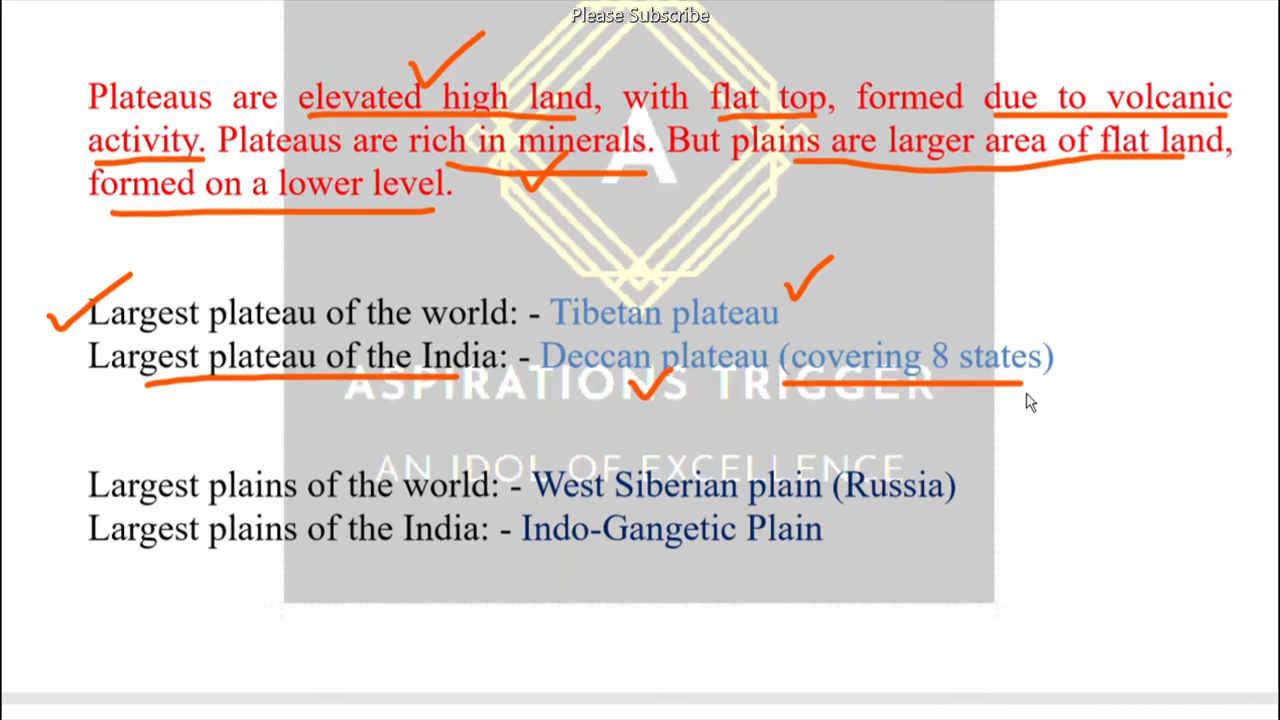 Please Subscribe
Plateaus are elevated high land, with flat top, formed due to volcanic
activity. Plateaus are rich in minerals. But plains are larger area of flat land,
formed on a lower level.
A
Largest plateau of the world: - Tibetan plateau
Largest plateau of the India: - Deccan plateau (covering 8 states)
ASPIRATIONS TRIGGER
AN IDOL OF EXCELLENCE
Largest plains of the world: - West Siberian plain (Russia)
Largest plains of the India: - Indo-Gangetic Plain